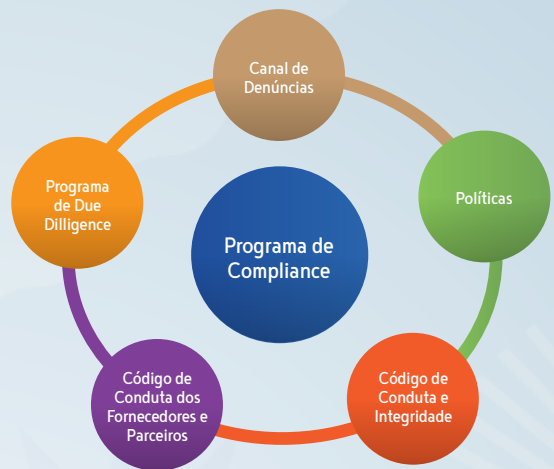 Canal de
Denúncias
Programa
de Due
Dilligence
Políticas
Programa de
Compliance
Código de
Conduta dos
Fornecedores e
Parceiros
Código de
Conduta e
Integridade